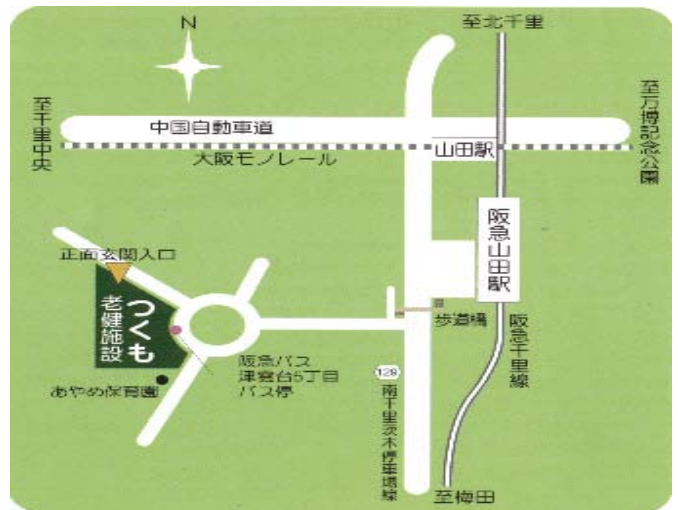 N
至北千里
至千里中央
中国自動車道
大阪モノレール
山田駅
至万博記念公園
阪急山田駅
正面玄関入口
老健施設
つくも
歩道橋
阪急バス
津雲台5丁目
バス停
あやめ保育園
129
南千里茨木停車場線
阪急千里線
至梅田